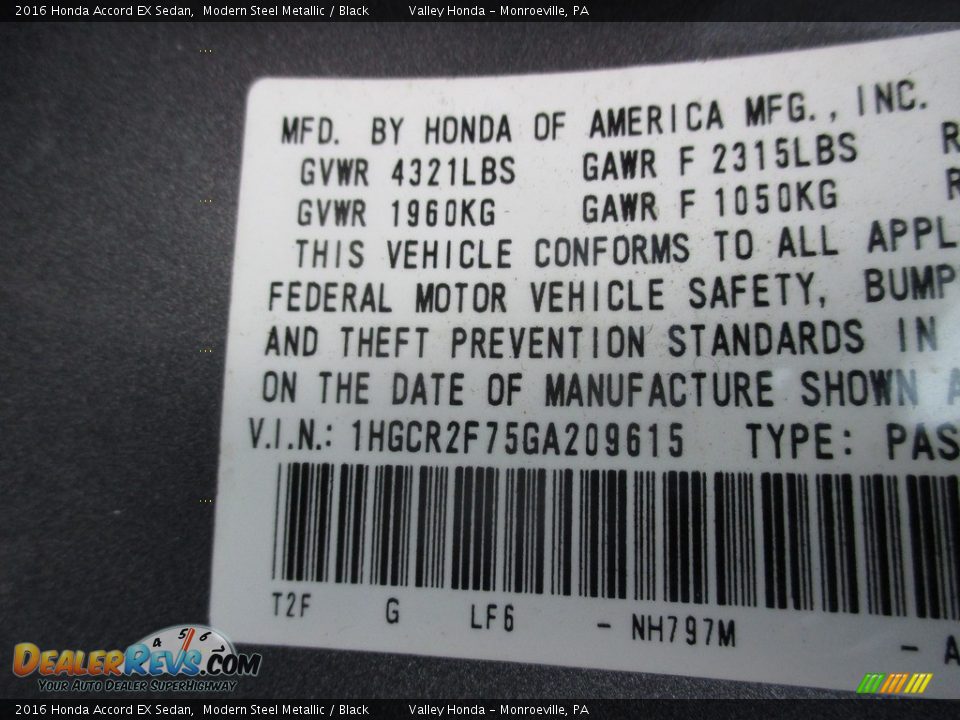 2016 Honda Accord EX Sedan, Modern Steel Metallic / Black Valley Honda - Monroeville, PA
MFD. BY HONDA OF AMERICA MFG., INC.
GVWR 4321LBS GAWR F 2315LBS R
GVWR 1960KG GAWR F 1050KG R
THIS VEHICLE CONFORMS TO ALL APPL
FEDERAL MOTOR VEHICLE SAFETY, BUMP
AND THEFT PREVENTION STANDARDS IN
ON THE DATE OF MANUFACTURE SHOWN A
V.I.N.: 1HGCR2F75GA209615 TYPE: PAS
T2F G LF6 - NH797M - A
DEALERREVS.COM
4 5 6
YOUR AUTO DEALER SUPERHIGHWAY
2016 Honda Accord EX Sedan, Modern Steel Metallic / Black Valley Honda - Monroeville, PA